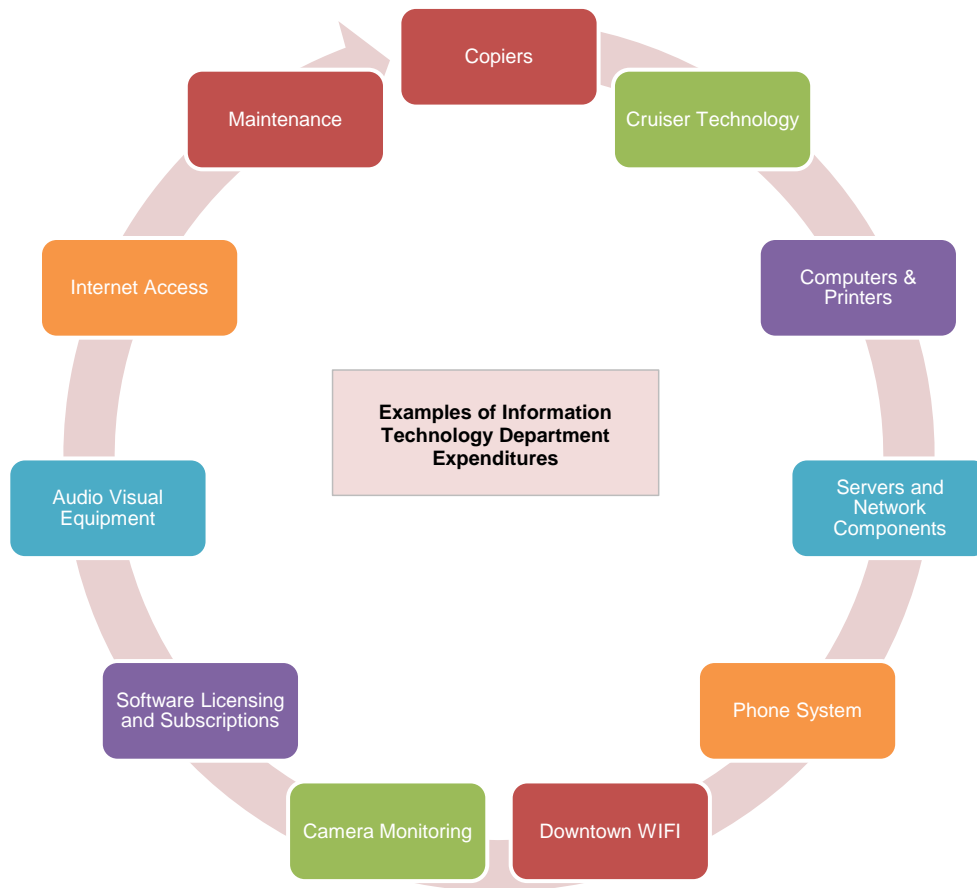 Copiers
Cruiser Technology
Computers &
Printers
Servers and
Network
Components
Phone System
Downtown WIFI
Camera Monitoring
Software Licensing
and Subscriptions
Audio Visual
Equipment
Internet Access
Maintenance
Examples of Information
Technology Department
Expenditures